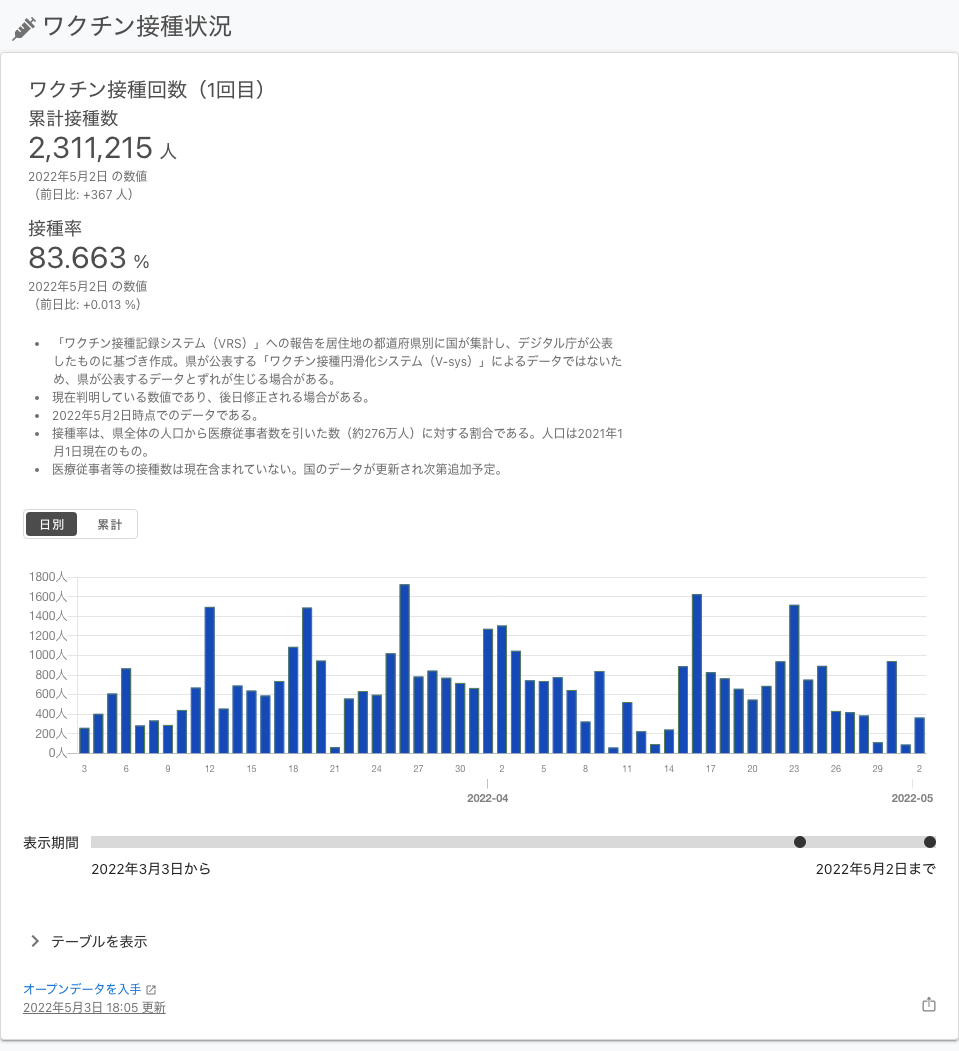 ワクチン接種状況
ワクチン接種回数（1回目）
累計接種数
2,311,215 人
2022年5月2日 の数値
（前日比: +367 人）
接種率
83.663 %
2022年5月2日 の数値
（前日比: +0.013 %）
• 「ワクチン接種記録システム（VRS）」への報告を居住地の都道府県別に国が集計し、デジタル庁が公表
したものに基づき作成。県が公表する「ワクチン接種円滑化システム（V-sys）」によるデータではないた
め、県が公表するデータとずれが生じる場合がある。
• 現在判明している数値であり、後日修正される場合がある。
• 2022年5月2日時点でのデータである。
• 接種率は、県全体の人口から医療従事者数を引いた数（約276万人）に対する割合である。人口は2021年1
月1日現在のもの。
• 医療従事者等の接種数は現在含まれていない。国のデータが更新され次第追加予定。
日別 累計
1800人
1600人
1400人
1200人
1000人
800人
600人
400人
200人
0人
3 6 9 12 15 18 21 24 27 30 2 5 8 11 14 17 20 23 26 29 2
2022-04 2022-05
表示期間
2022年3月3日から 2022年5月2日まで
テーブルを表示
オープンデータを入手
2022年5月3日 18:05 更新